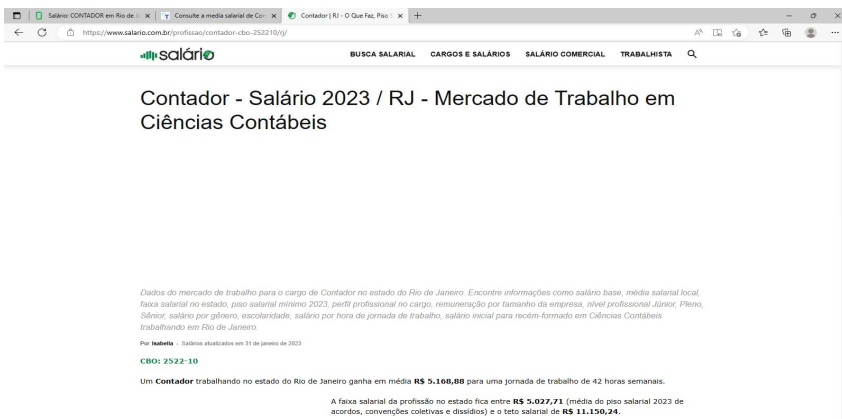 Salário: CONTADOR em Rio de Ja
Consulte a media salarial de Con
Contador | RJ - O Que Faz, Piso S
https://www.salario.com.br/profissao/contador-cbo-252210/rj/
salário
BUSCA SALARIAL CARGOS E SALÁRIOS SALÁRIO COMERCIAL TRABALHISTA
Contador - Salário 2023 / RJ - Mercado de Trabalho em
Ciências Contábeis
Dados do mercado de trabalho para o cargo de Contador no estado do Rio de Janeiro. Encontre informações como salário base, média salarial local,
faixa salarial no estado, piso salarial mínimo 2023, perfil profissional no cargo, remuneração por tamanho da empresa, nível profissional Júnior, Pleno,
Sênior, salário por gênero, escolaridade, salário por hora de jornada de trabalho, salário inicial para recém-formado em Ciências Contábeis
trabalhando em Rio de Janeiro.
Por Isabella - Salários atualizados em 31 de janeiro de 2023
CBO: 2522-10
Um Contador trabalhando no estado do Rio de Janeiro ganha em média R$ 5.168,88 para uma jornada de trabalho de 42 horas semanais.
A faixa salarial da profissão no estado fica entre R$ 5.027,71 (média do piso salarial 2023 de
acordos, convenções coletivas e dissídios) e o teto salarial de R$ 11.150,24.